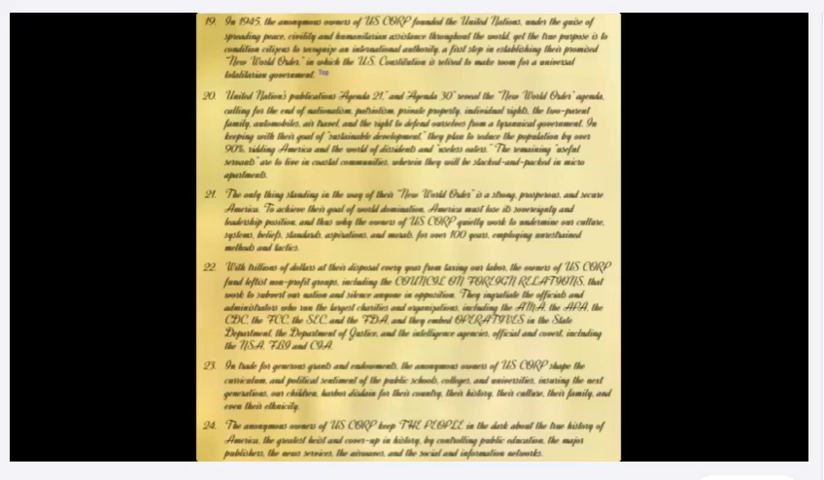 19. In 1945, the anonymous owners of US CORP founded the United Nations, under the guise of
spreading peace, civility and humanitarian assistance throughout the world, yet the true purpose is to
condition citizens to recognize an international authority, a first step in establishing their promised
"New World Order," in which the U.S. Constitution is retired to make room for a universal
totalitarian government. Top
20. United Nation's publications "Agenda 21," and "Agenda 30" reveal the "New World Order" agenda,
calling for the end of nationalism, patriotism, private property, individual rights, the two-parent
family, automobiles, air travel, and the right to defend ourselves from a tyrannical government. In
keeping with their goal of "sustainable development," they plan to reduce the population by over
90%, ridding America and the world of dissidents and "useless eaters." The remaining "useful
servants" are to live in coastal communities, wherein they will be stacked-and-packed in micro
apartments.
21. The only thing standing in the way of their "New World Order" is a strong, prosperous, and secure
America. To achieve their goal of world domination, America must lose its sovereignty and
leadership position, and thus why the owners of US CORP quietly work to undermine our culture,
systems, beliefs, standards, aspirations, and morals, for over 100 years, employing unrestrained
methods and tactics.
22. With trillions of dollars at their disposal every year from taxing our labor, the owners of US CORP
fund leftist non-profit groups, including the COUNCIL ON FOREIGN RELATIONS, that
work to subvert our nation and silence anyone in opposition. They ingratiate the officials and
administrators who run the largest charities and organizations, including the AMA, the APA, the
CDC, the FCC, the SEC, and the FDA, and they embed OPERATIVES in the State
Department, the Department of Justice, and the intelligence agencies, official and covert, including
the NSA, FBI and CIA.
23. In trade for generous grants and endowments, the anonymous owners of US CORP shape the
curriculum, and political sentiment of the public schools, colleges, and universities, insuring the next
generations, our children, harbor disdain for their country, their history, their culture, their family, and
even their ethnicity.
24. The anonymous owners of US CORP keep THE PEOPLE in the dark about the true history of
America, the greatest heist and cover-up in history, by controlling public education, the major
publishers, the news services, the airwaves, and the social and information networks.